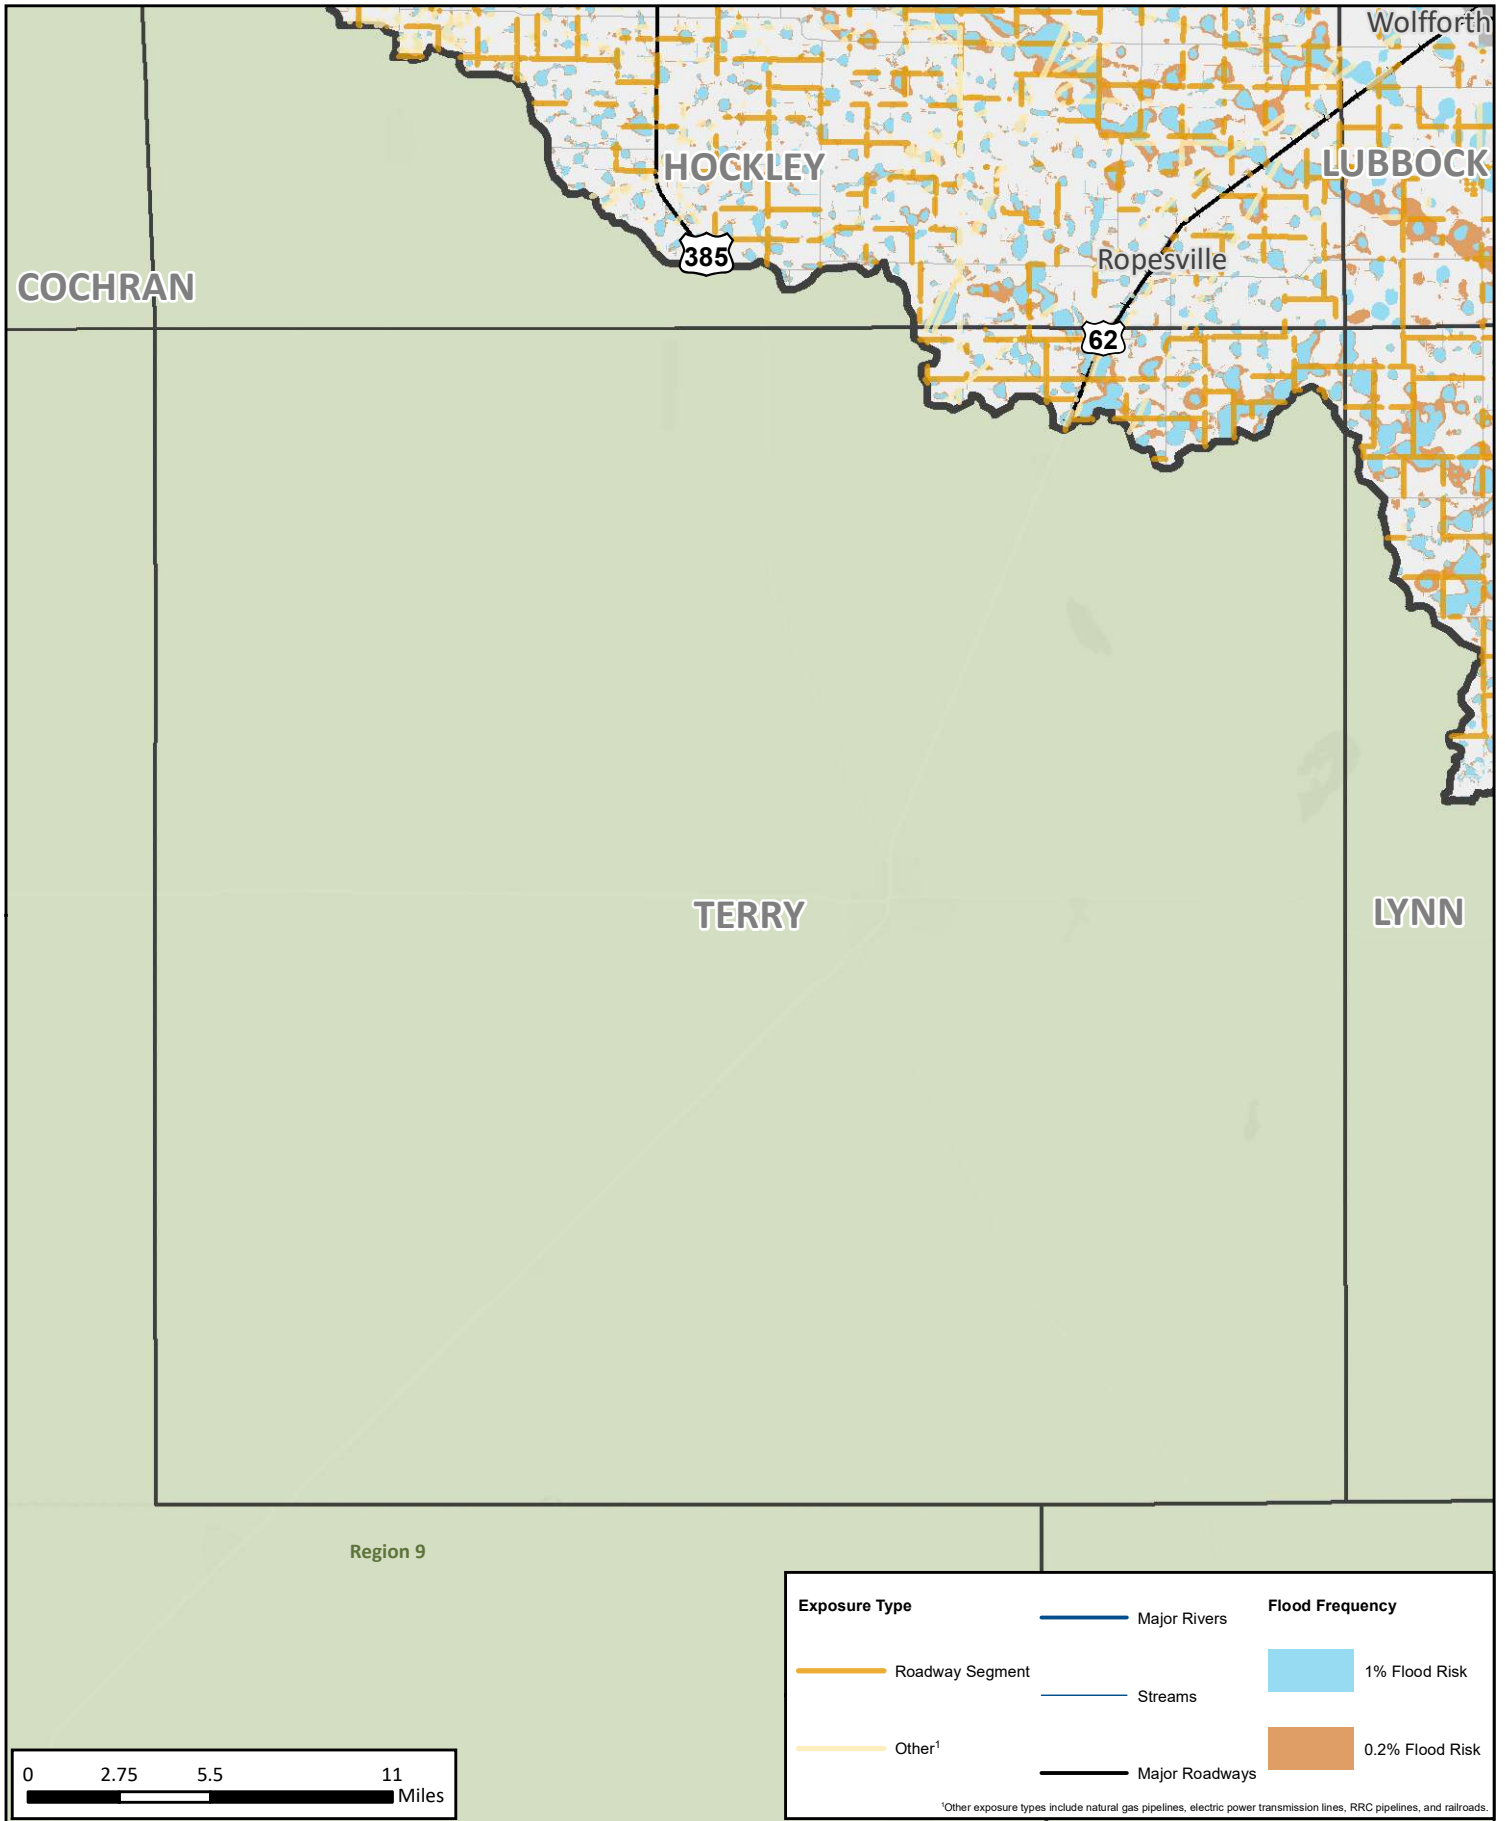 Wolfforth
HOCKLEY
LUBBOCK
385
Ropesville
COCHRAN
62
TERRY
LYNN
Region 9
Exposure Type
Roadway Segment
Other¹
Major Rivers
Streams
Major Roadways
Flood Frequency
1% Flood Risk
0.2% Flood Risk
¹Other exposure types include natural gas pipelines, electric power transmission lines, RRC pipelines, and railroads.
0 2.75 5.5 11
Miles